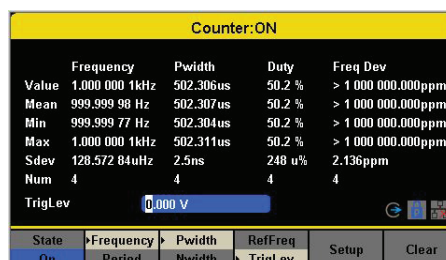 Counter:ON
Frequency Pwidth Duty Freq Dev
Value 1.000 000 1kHz 502.306us 50.2 % > 1 000 000.000ppm
Mean 999.999 98 Hz 502.307us 50.2 % > 1 000 000.000ppm
Min 999.999 77 Hz 502.304us 50.2 % > 1 000 000.000ppm
Max 1.000 000 1kHz 502.311us 50.2 % > 1 000 000.000ppm
Sdev 128.572 84uHz 2.5ns 248 u% 2.136ppm
Num 4 4 4 4
TrigLev 0.000 V
State Frequency Pwidth RefFreq Setup Clear
On Period Nwidth TrigLev